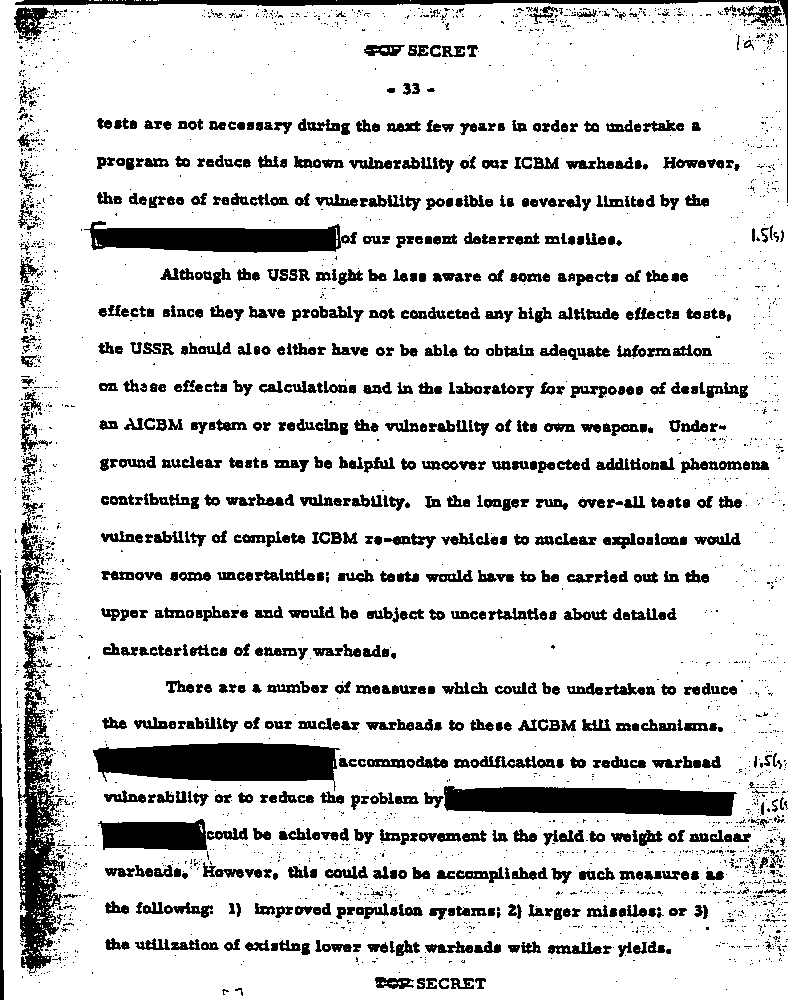 TOP SECRET
1a
- 33 -
tests are not necessary during the next few years in order to undertake a
program to reduce this known vulnerability of our ICBM warheads. However,
the degree of reduction of vulnerability possible is severely limited by the
of our present deterrent missiles.
Although the USSR might be less aware of some aspects of these
effects since they have probably not conducted any high altitude effects tests,
the USSR should also either have or be able to obtain adequate information
on these effects by calculations and in the laboratory for purposes of designing
an AICBM system or reducing the vulnerability of its own weapons. Under-
ground nuclear tests may be helpful to uncover unsuspected additional phenomena
contributing to warhead vulnerability. In the longer run, over-all tests of the
vulnerability of complete ICBM re-entry vehicles to nuclear explosions would
remove some uncertainties; such tests would have to be carried out in the
upper atmosphere and would be subject to uncertainties about detailed
characteristics of enemy warheads.
There are a number of measures which could be undertaken to reduce
the vulnerability of our nuclear warheads to these AICBM kill mechanisms.
accommodate modifications to reduce warhead
vulnerability or to reduce the problem by
could be achieved by improvement in the yield to weight of nuclear
warheads. However, this could also be accomplished by such measures as
the following: 1) improved propulsion systems; 2) larger missiles; or 3)
the utilization of existing lower weight warheads with smaller yields.
TOP SECRET